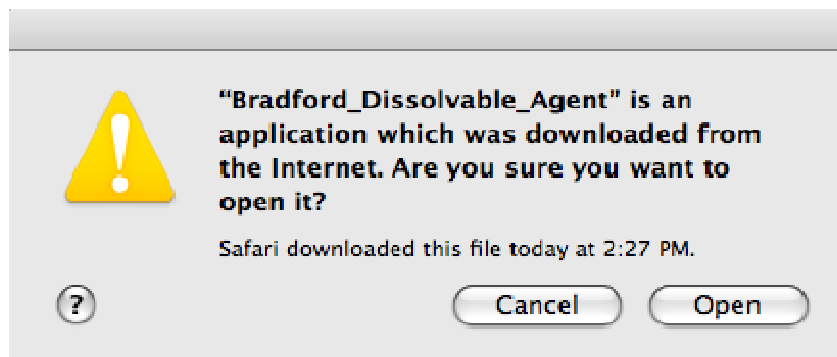 “Bradford_Dissolvable_Agent” is an
application which was downloaded from
the Internet. Are you sure you want to
open it?
Safari downloaded this file today at 2:27 PM.
?
Cancel
Open